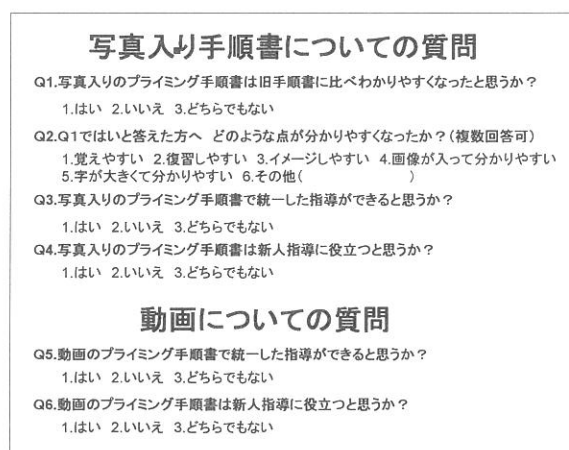 写真入り手順書についての質問
Q1.写真入りのプライミング手順書は旧手順書に比べわかりやすくなったと思うか？
1.はい 2.いいえ 3.どちらでもない
Q2.Q1ではいと答えた方へ どのような点が分かりやすくなったか？(複数回答可)
1.覚えやすい 2.復習しやすい 3.イメージしやすい 4.画像が入って分かりやすい
5.字が大きくて分かりやすい 6.その他( )
Q3.写真入りのプライミング手順書で統一した指導ができると思うか？
1.はい 2.いいえ 3.どちらでもない
Q4.写真入りのプライミング手順書は新人指導に役立つと思うか？
1.はい 2.いいえ 3.どちらでもない
動画についての質問
Q5.動画のプライミング手順書で統一した指導ができると思うか？
1.はい 2.いいえ 3.どちらでもない
Q6.動画のプライミング手順書は新人指導に役立つと思うか？
1.はい 2.いいえ 3.どちらでもない